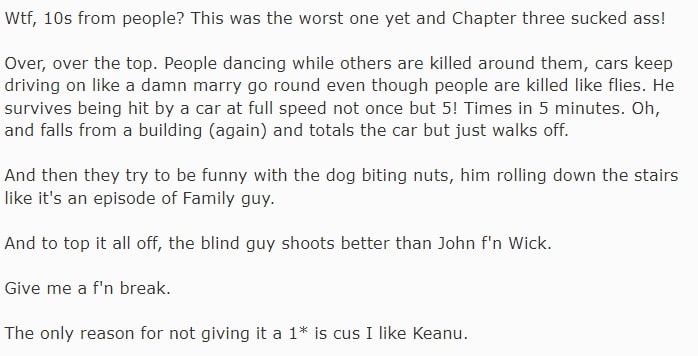 Wtf, 10s from people? This was the worst one yet and Chapter three sucked ass!
Over, over the top. People dancing while others are killed around them, cars keep
driving on like a damn marry go round even though people are killed like flies. He
survives being hit by a car at full speed not once but 5! Times in 5 minutes. Oh,
and falls from a building (again) and totals the car but just walks off.
And then they try to be funny with the dog biting nuts, him rolling down the stairs
like it's an episode of Family guy.
And to top it all off, the blind guy shoots better than John f'n Wick.
Give me a f'n break.
The only reason for not giving it a 1* is cus I like Keanu.